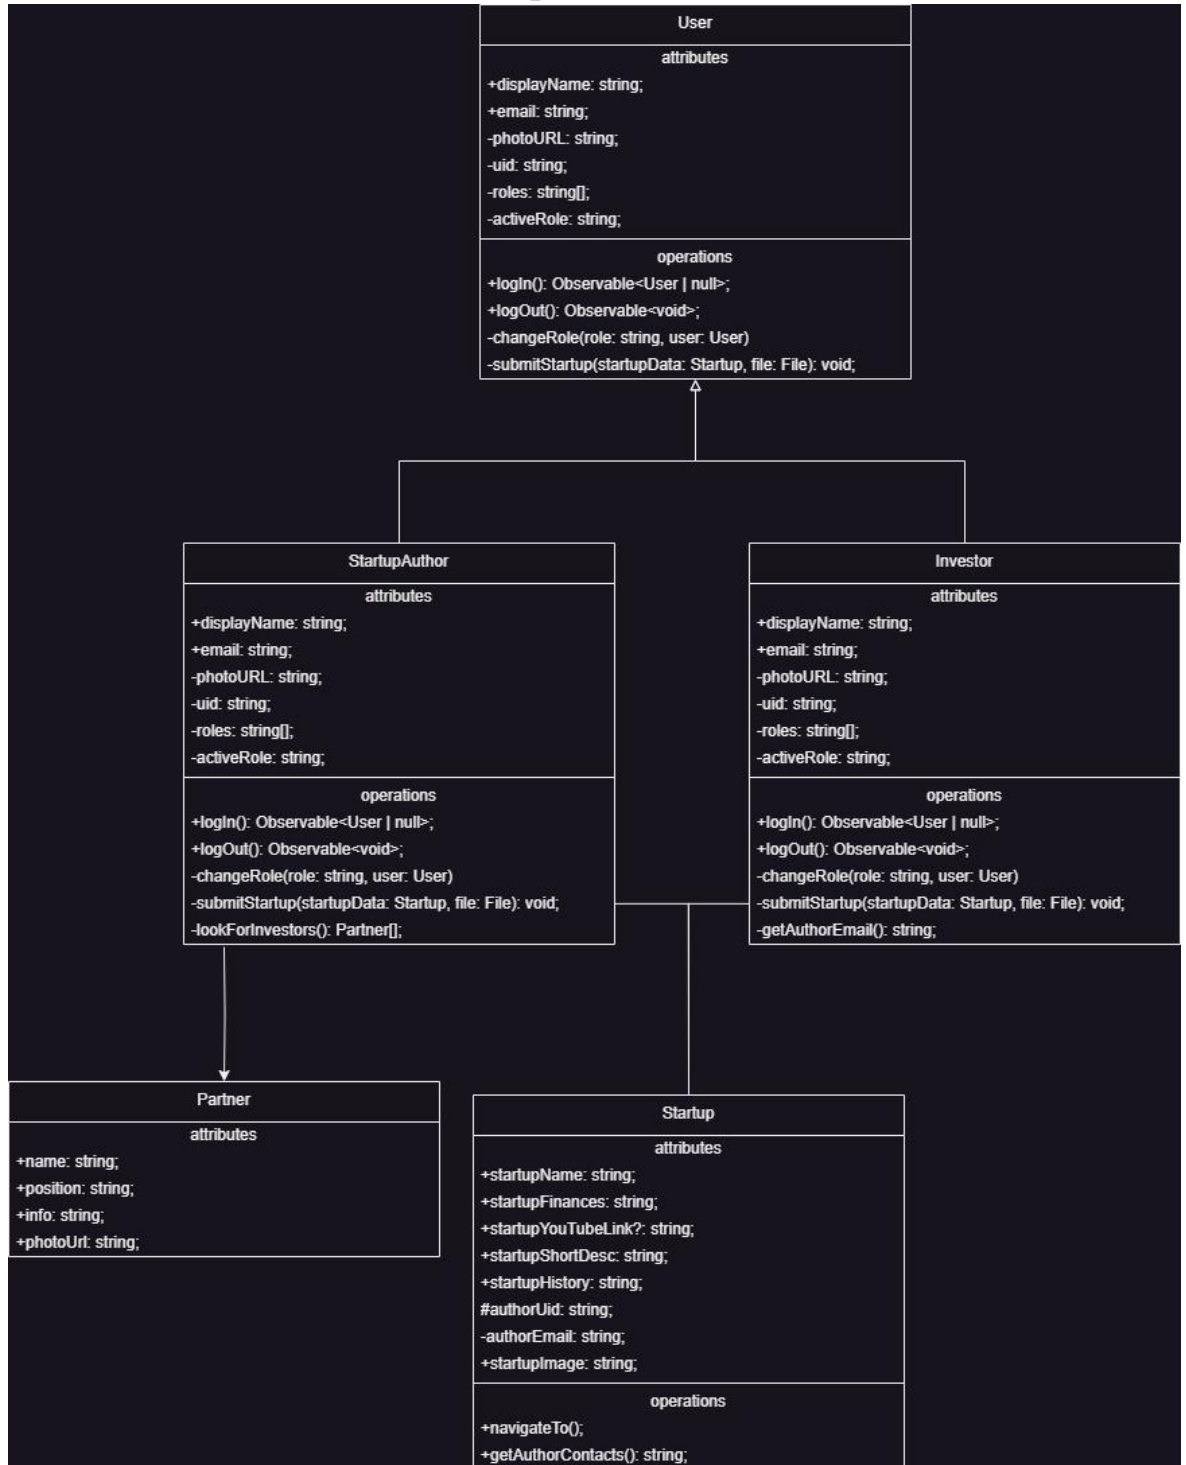 User
attributes
+displayName: string;
+email: string;
-photoURL: string;
-uid: string;
-roles: string[];
-activeRole: string;
operations
+logIn(): Observable<User | null>;
+logOut(): Observable<void>;
-changeRole(role: string, user: User)
-submitStartup(startupData: Startup, file: File): void;
StartupAuthor
attributes
+displayName: string;
+email: string;
-photoURL: string;
-uid: string;
-roles: string[];
-activeRole: string;
operations
+logIn(): Observable<User | null>;
+logOut(): Observable<void>;
-changeRole(role: string, user: User)
-submitStartup(startupData: Startup, file: File): void;
-lookForInvestors(): Partner[];
Investor
attributes
+displayName: string;
+email: string;
-photoURL: string;
-uid: string;
-roles: string[];
-activeRole: string;
operations
+logIn(): Observable<User | null>;
+logOut(): Observable<void>;
-changeRole(role: string, user: User)
-submitStartup(startupData: Startup, file: File): void;
-getAuthorEmail(): string;
Partner
attributes
+name: string;
+position: string;
+info: string;
+photoUrl: string;
Startup
attributes
+startupName: string;
+startupFinances: string;
+startupYouTubeLink?: string;
+startupShortDesc: string;
+startupHistory: string;
#authorUid: string;
-authorEmail: string;
+startupImage: string;
operations
+navigateTo();
+getAuthorContacts(): string;